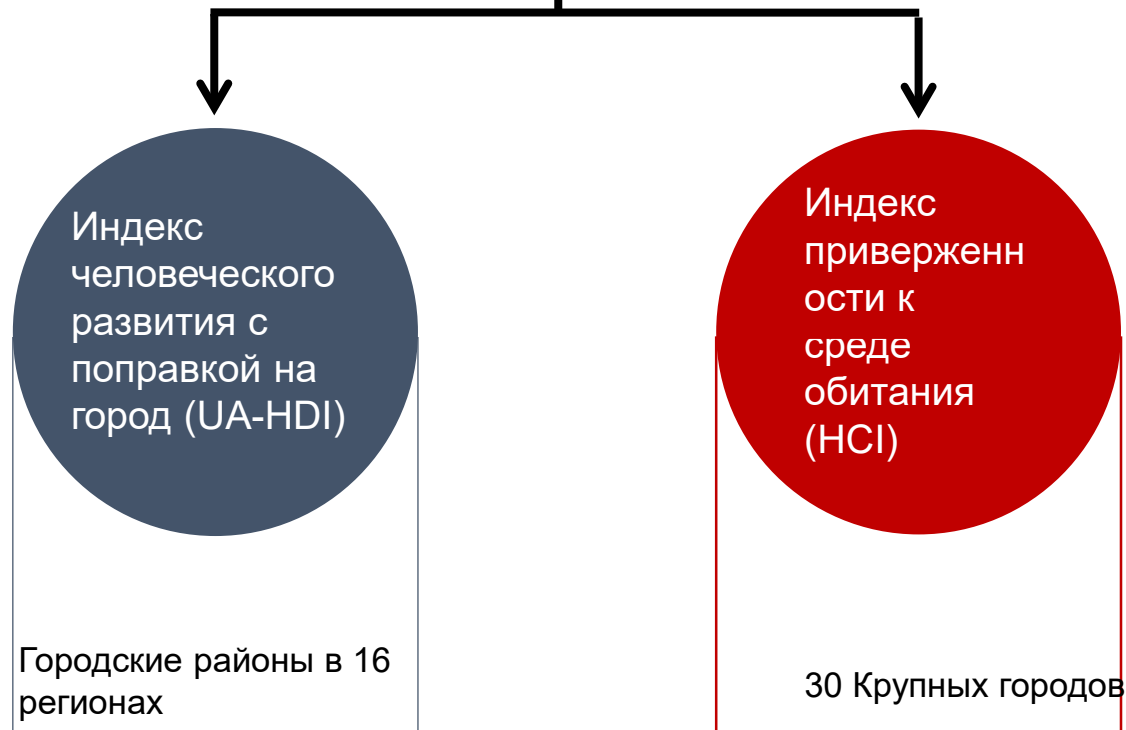 Индекс
человеческого
развития с
поправкой на
город (UA-HDI)
Индекс
приверженн
ости к
среде
обитания
(HCI)
Городские районы в 16
регионах
30 Крупных городов